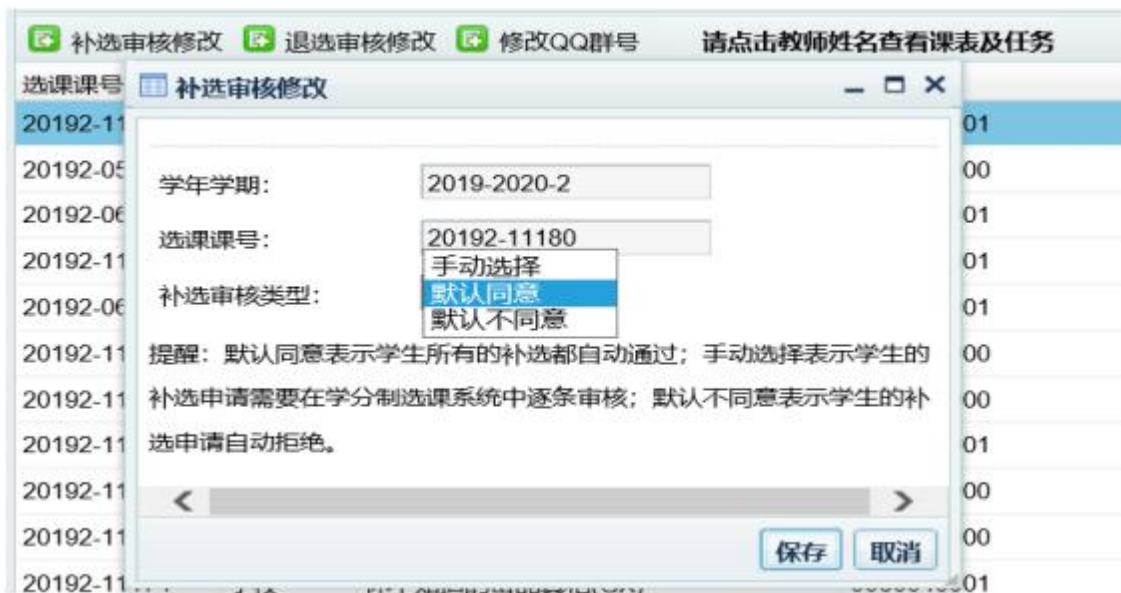 补选审核修改 退选审核修改 修改QQ群号 请点击教师姓名查看课表及任务
选课课号
补选审核修改
20192-11
01
20192-05
00
学年学期： 2019-2020-2
20192-06
01
选课课号： 20192-11180
20192-11
01
手动选择
补选审核类型： 默认同意
默认不同意
20192-06
01
20192-11
00
提醒：默认同意表示学生所有的补选都自动通过；手动选择表示学生的
20192-11
00
补选申请需要在学分制选课系统中逐条审核；默认不同意表示学生的补
20192-11
01
选申请自动拒绝。
20192-11
00
20192-11
00
保存 取消
20192-11
01